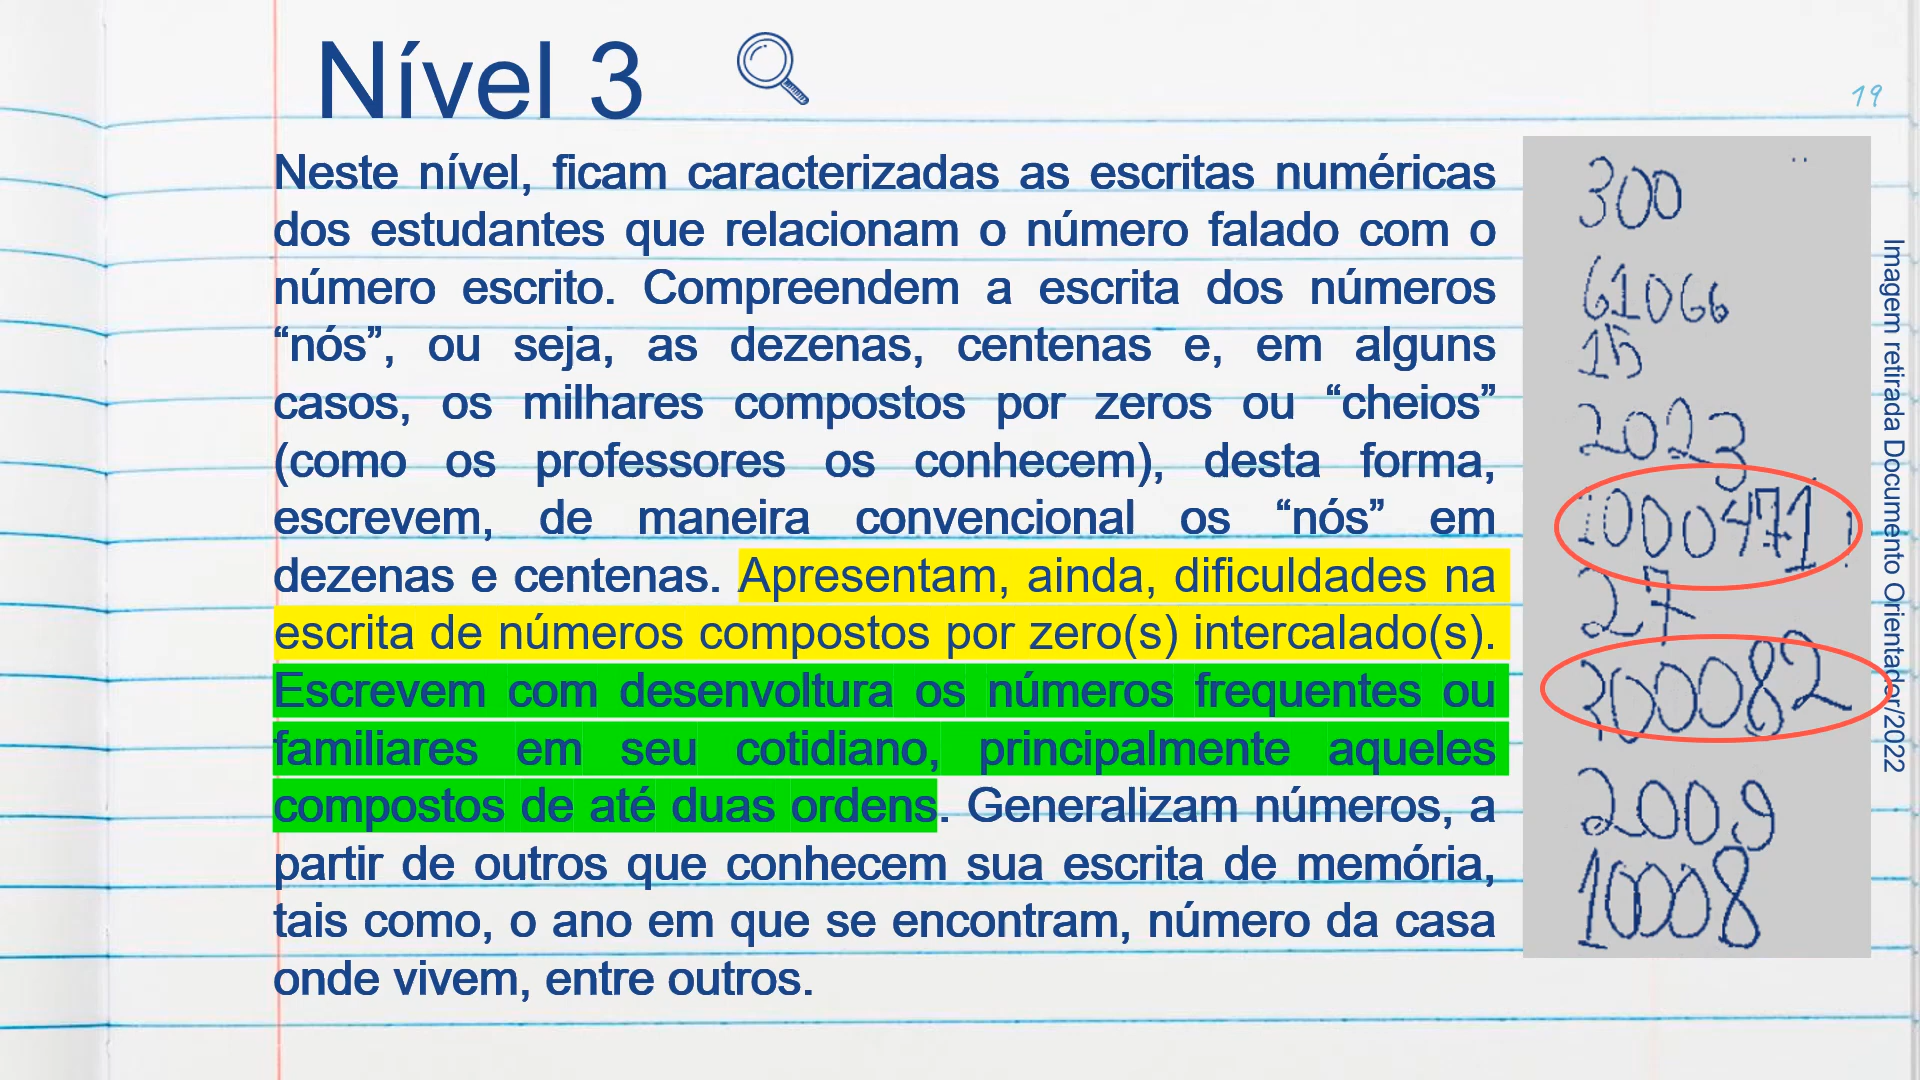 Nível 3
19
Neste nível, ficam caracterizadas as escritas numéricas
dos estudantes que relacionam o número falado com o
número escrito. Compreendem a escrita dos números
“nós”, ou seja, as dezenas, centenas e, em alguns
casos, os milhares compostos por zeros ou “cheios”
(como os professores os conhecem), desta forma,
escrevem, de maneira convencional os “nós” em
dezenas e centenas. Apresentam, ainda, dificuldades na
escrita de números compostos por zero(s) intercalado(s).
Escrevem com desenvoltura os números frequentes ou
familiares em seu cotidiano, principalmente aqueles
compostos de até duas ordens. Generalizam números, a
partir de outros que conhecem sua escrita de memória,
tais como, o ano em que se encontram, número da casa
onde vivem, entre outros.
300
61066
15
2023
1000471
27
300082
2009
10008
Imagem retirada Documento Orientador/2022